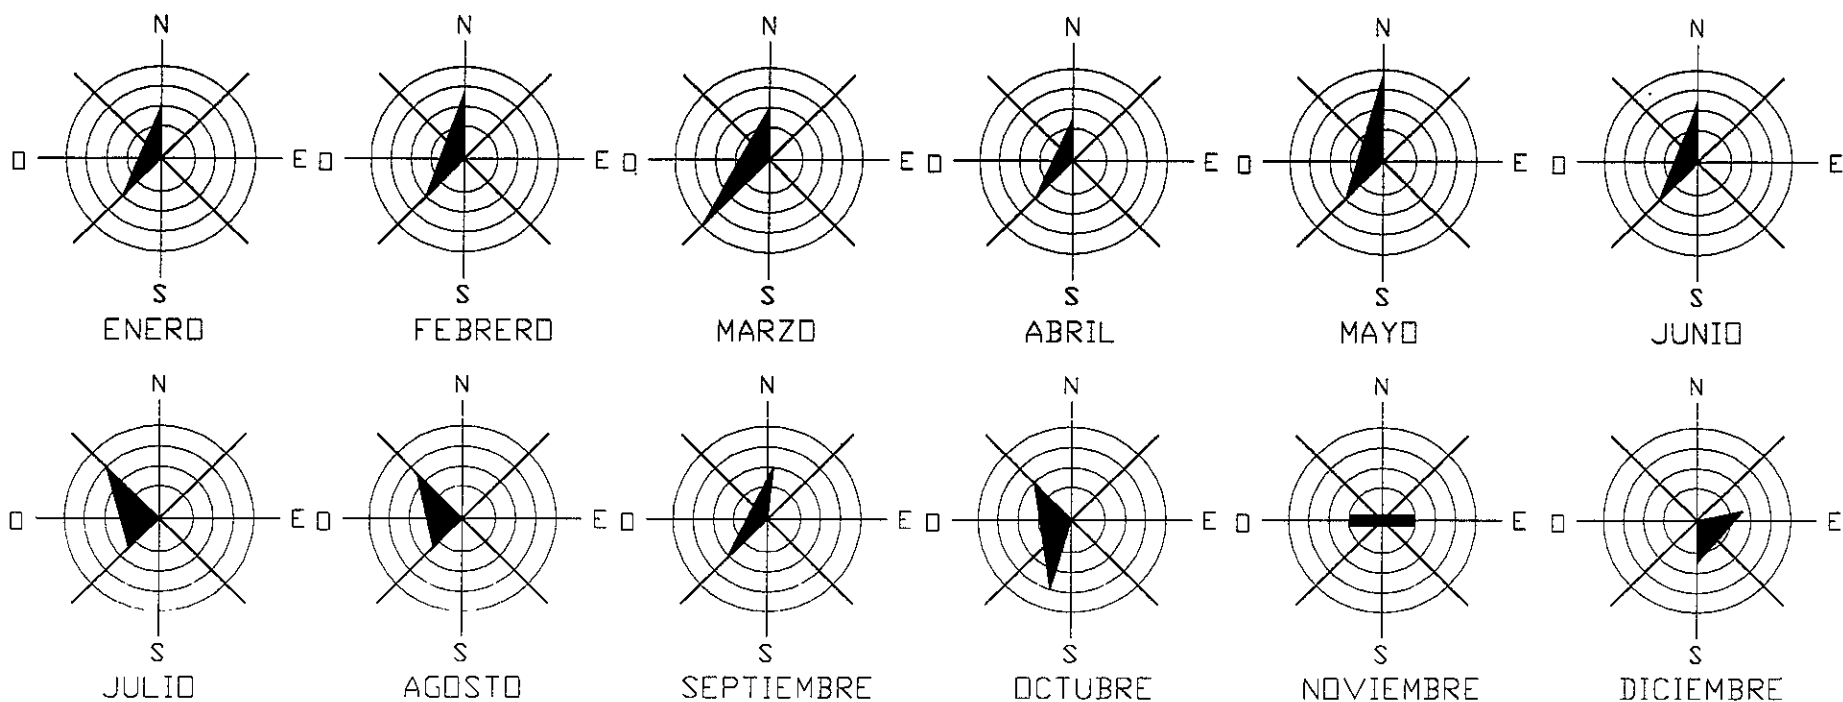 N N N N N N
O E O E O E O E O E O E
S S S S S S
ENERO FEBRERO MARZO ABRIL MAYO JUNIO
N N N N N N
O E O E O E O E O E O E
S S S S S S
JULIO AGOSTO SEPTIEMBRE OCTUBRE NOVIEMBRE DICIEMBRE